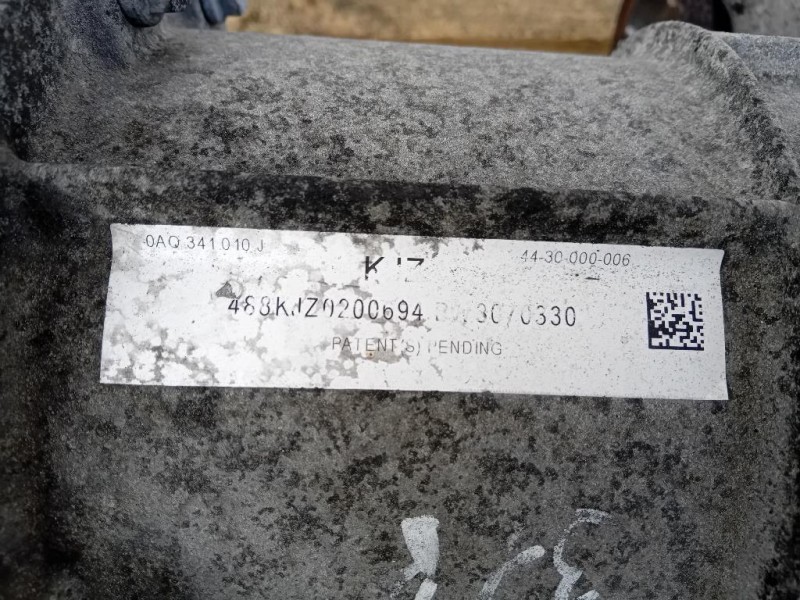 0AQ 341 010 J
44-30-000-006
KJZ
488KJZ0200694
PATENT(S) PENDING